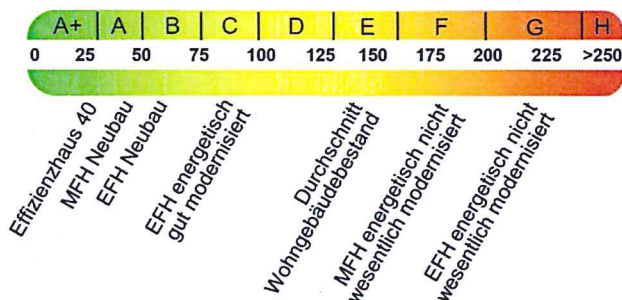 A+ A B C D E F G H
0 25 50 75 100 125 150 175 200 225 >250
Effizienzhaus 40
MFH Neubau
EFH Neubau
EFH energetisch
gut modernisiert
Durchschnitt
Wohngebäudebestand
MFH energetisch nicht
wesentlich modernisiert
EFH energetisch nicht
wesentlich modernisiert